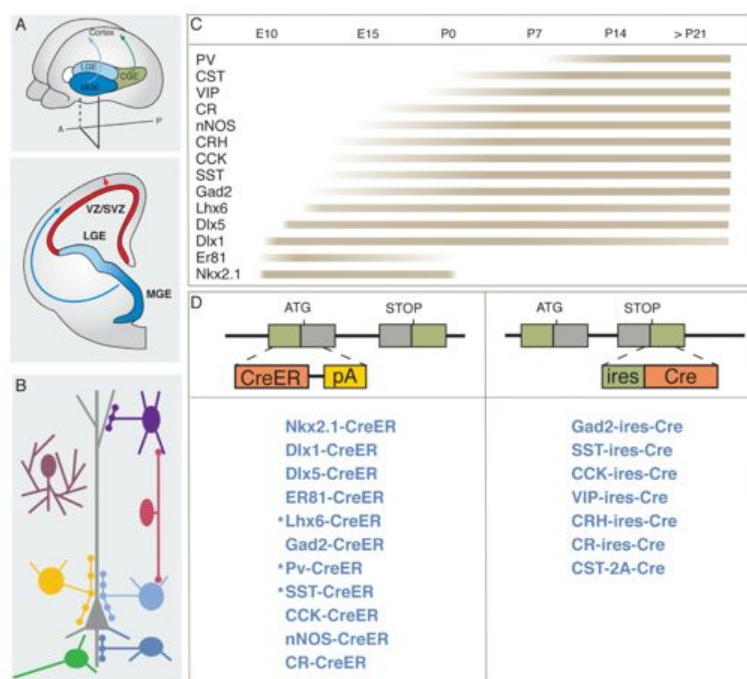 A
Cortex
LGE
CGE
MGE
A
P
VZ/SVZ
LGE
MGE
B
C
E10 E15 P0 P7 P14 > P21
PV
CST
VIP
CR
nNOS
CRH
CCK
SST
Gad2
Lhx6
Dlx5
Dlx1
Er81
Nkx2.1
D
ATG STOP
CreER pA
Nkx2.1-CreER
Dlx1-CreER
Dlx5-CreER
ER81-CreER
*Lhx6-CreER
Gad2-CreER
*Pv-CreER
*SST-CreER
CCK-CreER
nNOS-CreER
CR-CreER
ATG STOP
ires Cre
Gad2-ires-Cre
SST-ires-Cre
CCK-ires-Cre
VIP-ires-Cre
CRH-ires-Cre
CR-ires-Cre
CST-2A-Cre